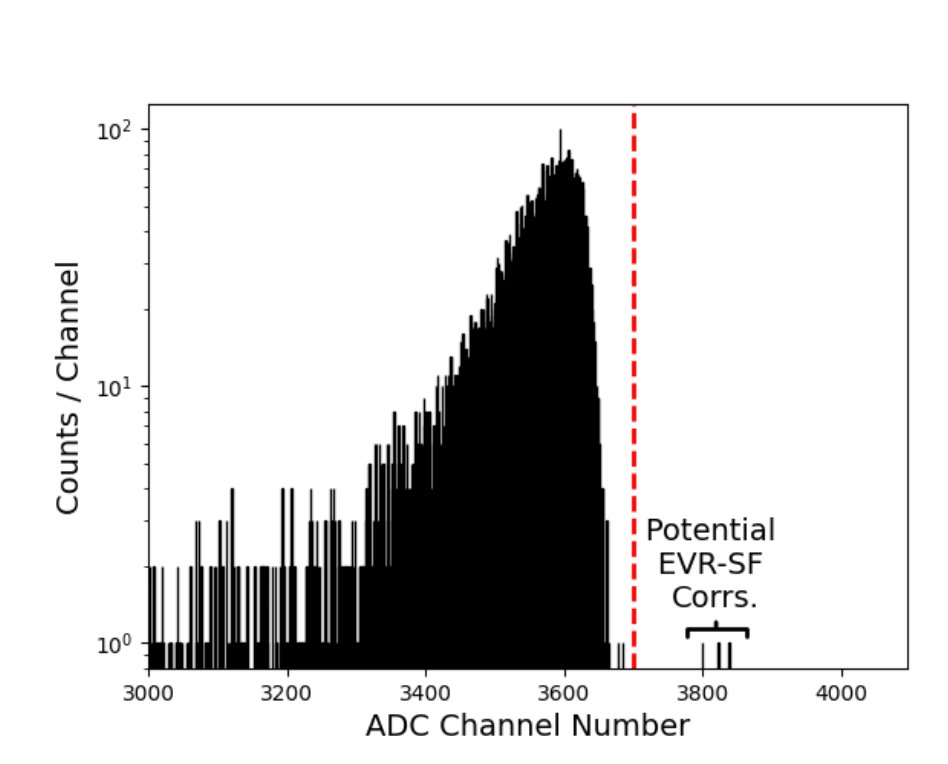 10²
10¹
10⁰
Counts / Channel
Potential
EVR-SF
Corrs.
3000 3200 3400 3600 3800 4000
ADC Channel Number